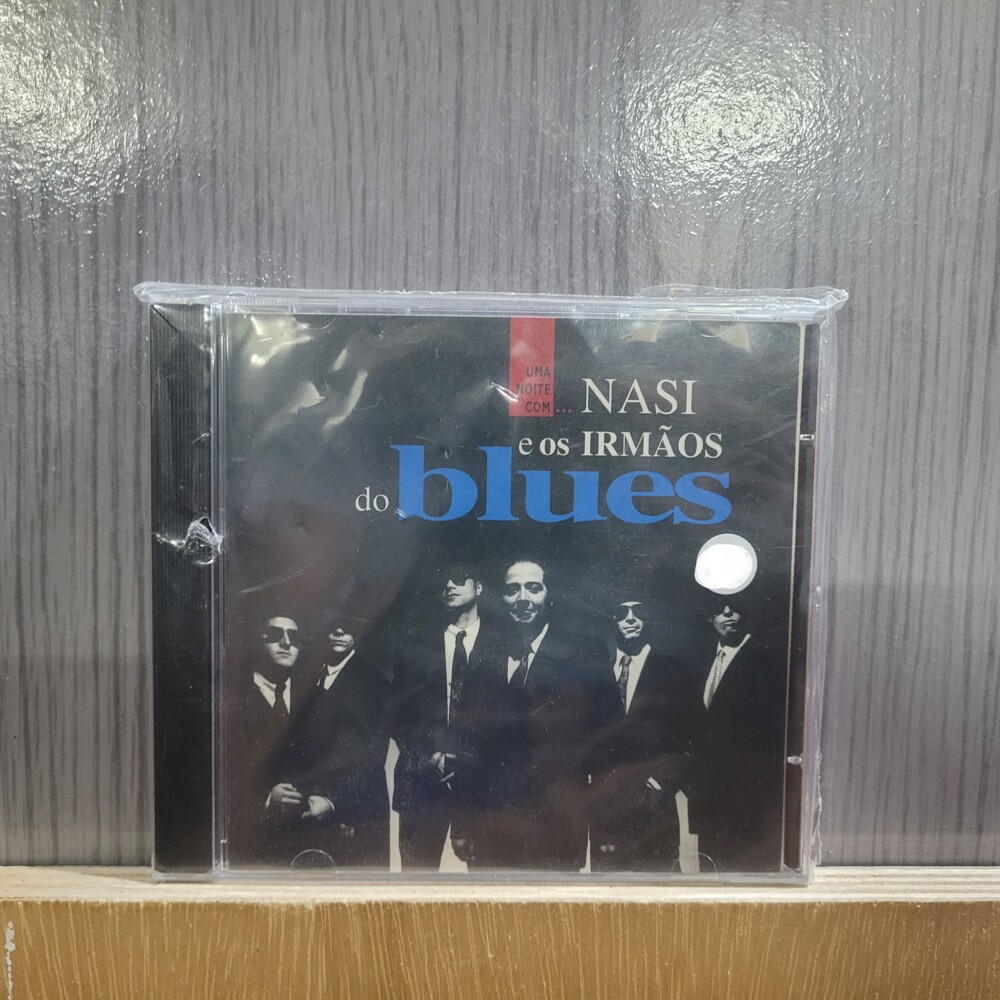 UMA
NOITE
COM... NASI
e os IRMÃOS
do blues